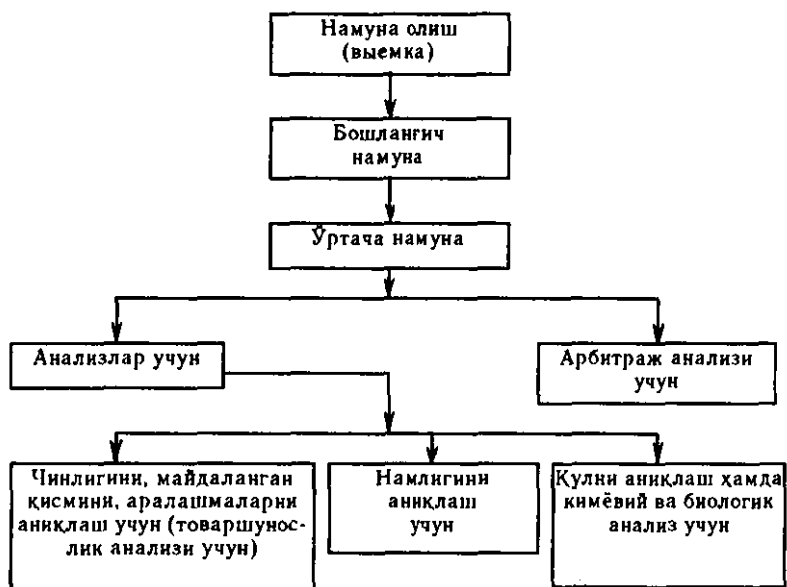 Намуна олиш
(выемка)
Бошланғич
намуна
Ўртача намуна
Анализлар учун
Арбитраж анализи
учун
Чинлигини, майдаланган
қисмини, аралашмаларни
аниқлаш учун (товаршунос-
лик анализи учун)
Намлигини
аниқлаш
учун
Кулни аниқлаш ҳамда
кимёвий ва биологик
анализ учун